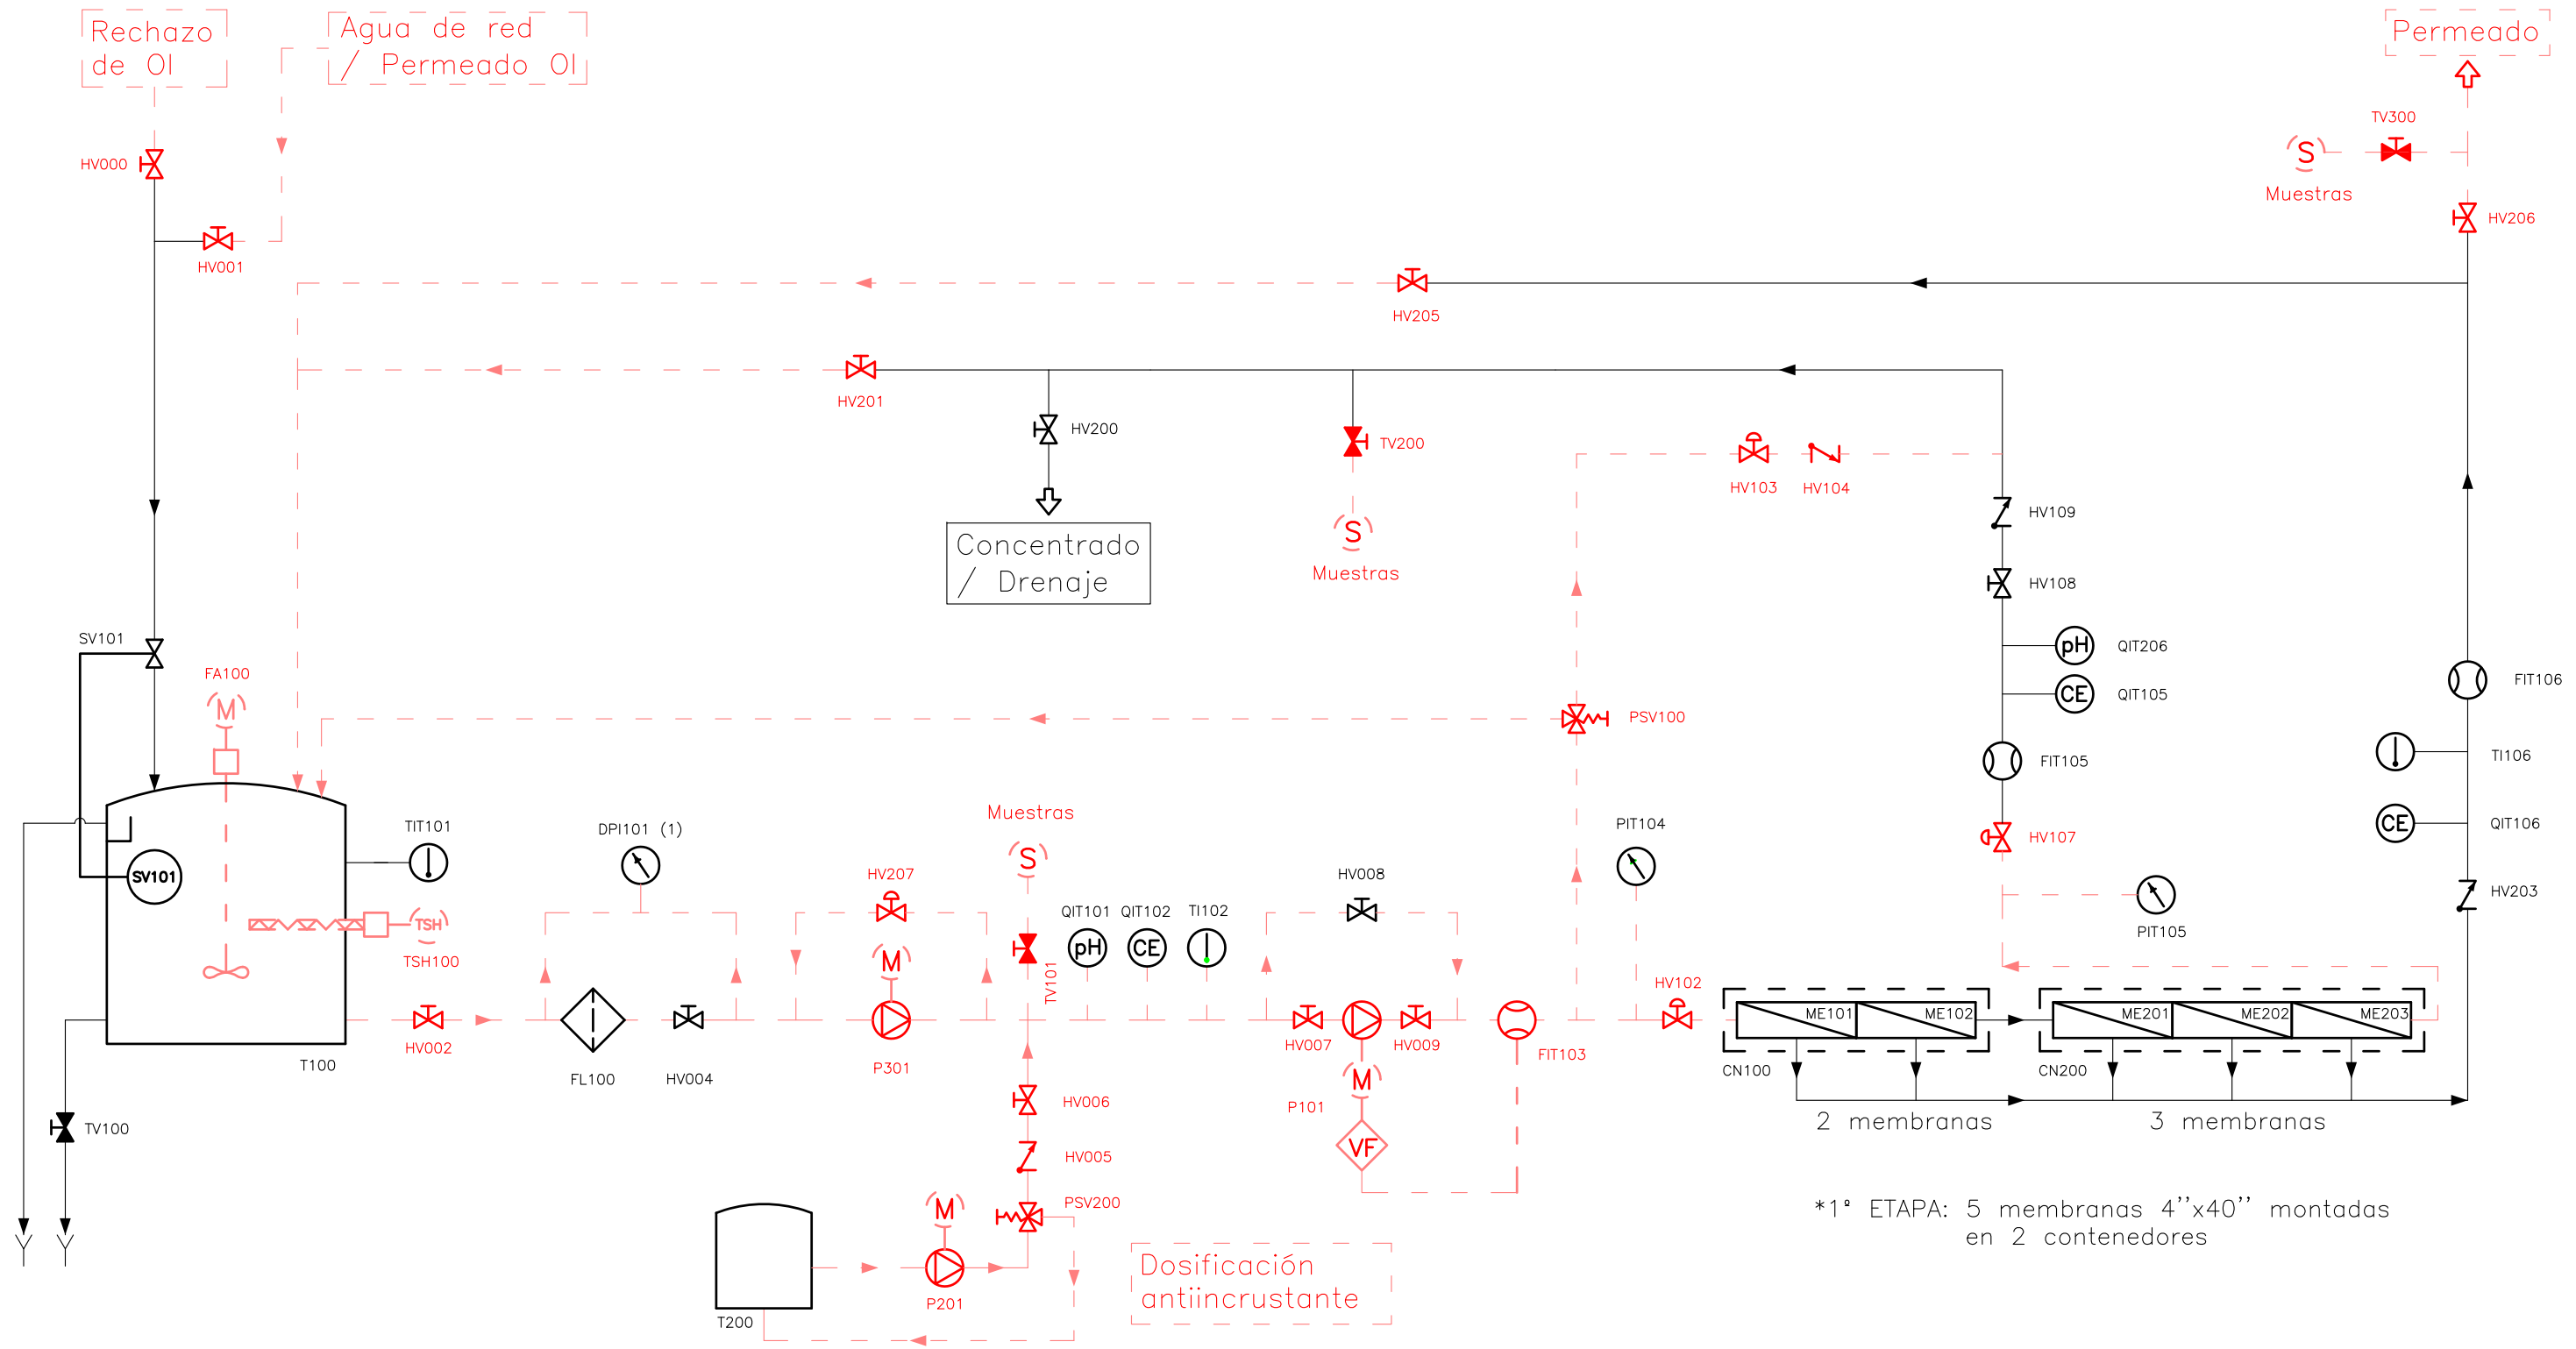 Rechazo
de OI
Agua de red
/ Permeado OI
Permeado
TV300
S
Muestras
HV000
HV206
HV001
HV205
HV201
HV200
TV200
S
Muestras
HV103
HV104
HV109
Concentrado
/ Drenaje
HV108
SV101
FA100
M
pH
QIT206
CE
QIT105
FIT106
PSV100
FIT105
TI106
Muestras
TIT101
DPI101 (1)
PIT104
CE
QIT106
HV107
S
SV101
HV207
HV008
HV203
TSH
TSH100
M
TV101
QIT101
QIT102
TI102
pH
CE
PIT105
HV102
ME101
ME102
ME201
ME202
ME203
HV002
T100
FL100
HV004
P301
HV007
HV009
FIT103
CN100
CN200
M
P101
HV006
2 membranas
3 membranas
TV100
VF
HV005
M
PSV200
*1ª ETAPA: 5 membranas 4''x40'' montadas
en 2 contenedores
P201
T200
Dosificación
antiincrustante